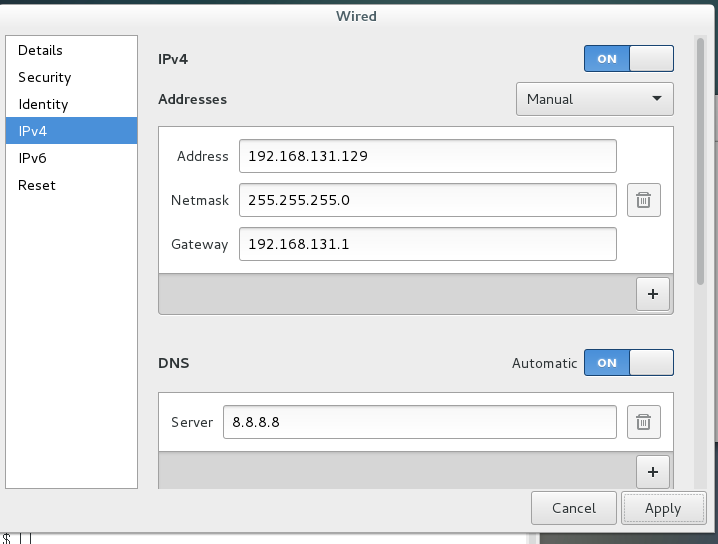 Wired
Details
Security
Identity
IPv4
IPv6
Reset
IPv4 ON
Addresses Manual
Address 192.168.131.129
Netmask 255.255.255.0
Gateway 192.168.131.1
+
DNS Automatic ON
Server 8.8.8.8
+
Cancel Apply
$